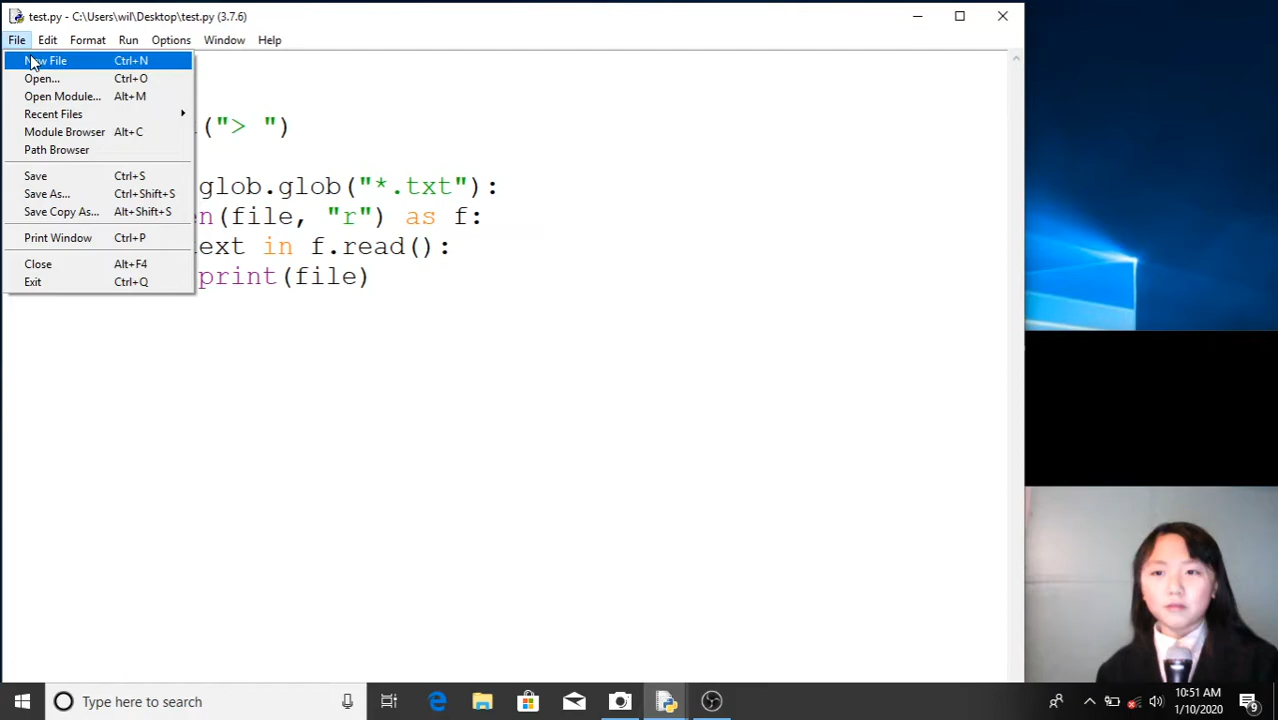 test.py - C:\Users\wil\Desktop\test.py (3.7.6)
File Edit Format Run Options Window Help
New File Ctrl+N
Open... Ctrl+O
Open Module... Alt+M
Recent Files
Module Browser Alt+C
Path Browser
Save Ctrl+S
Save As... Ctrl+Shift+S
Save Copy As... Alt+Shift+S
Print Window Ctrl+P
Close Alt+F4
Exit Ctrl+Q
("> ")
glob.glob("*.txt"):
(file, "r") as f:
in f.read():
print(file)
Type here to search
10:51 AM
1/10/2020
9